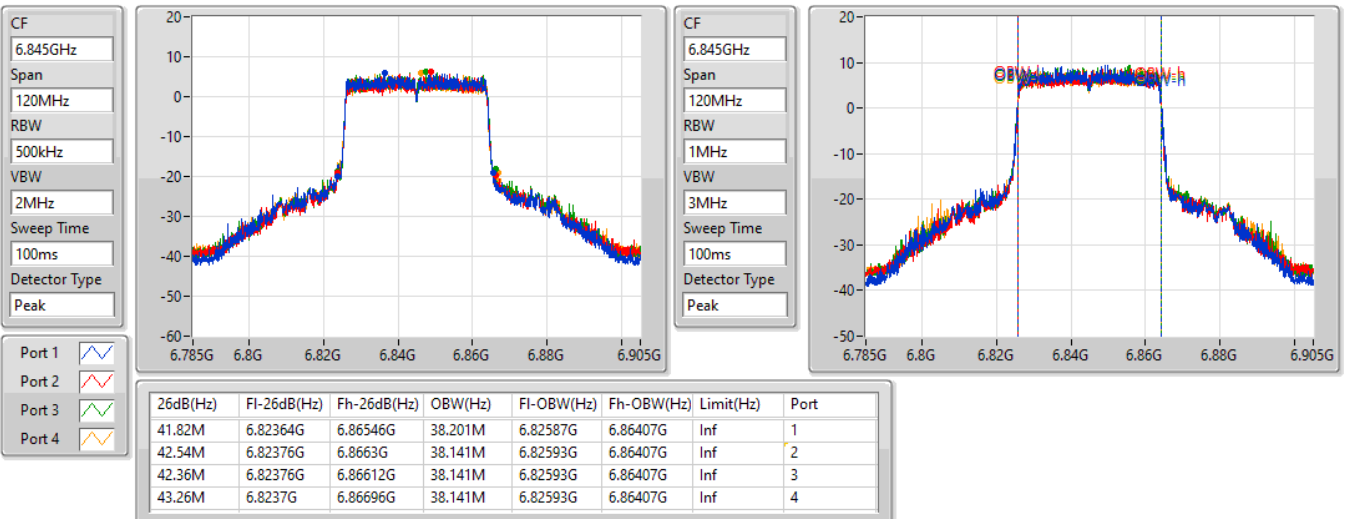 CF
6.845GHz
Span
120MHz
RBW
500kHz
VBW
2MHz
Sweep Time
100ms
Detector Type
Peak
20
10
0
-10
-20
-30
-40
-50
-60
6.785G 6.8G 6.82G 6.84G 6.86G 6.88G 6.905G
CF
6.845GHz
Span
120MHz
RBW
1MHz
VBW
3MHz
Sweep Time
100ms
Detector Type
Peak
20
10
0
-10
-20
-30
-40
-50
6.785G 6.8G 6.82G 6.84G 6.86G 6.88G 6.905G
OBW-h
Port 1
Port 2
Port 3
Port 4
26dB(Hz) Fl-26dB(Hz) Fh-26dB(Hz) OBW(Hz) Fl-OBW(Hz) Fh-OBW(Hz) Limit(Hz) Port
41.82M 6.82364G 6.86546G 38.201M 6.82587G 6.86407G Inf 1
42.54M 6.82376G 6.8663G 38.141M 6.82593G 6.86407G Inf 2
42.36M 6.82376G 6.86612G 38.141M 6.82593G 6.86407G Inf 3
43.26M 6.8237G 6.86696G 38.141M 6.82593G 6.86407G Inf 4